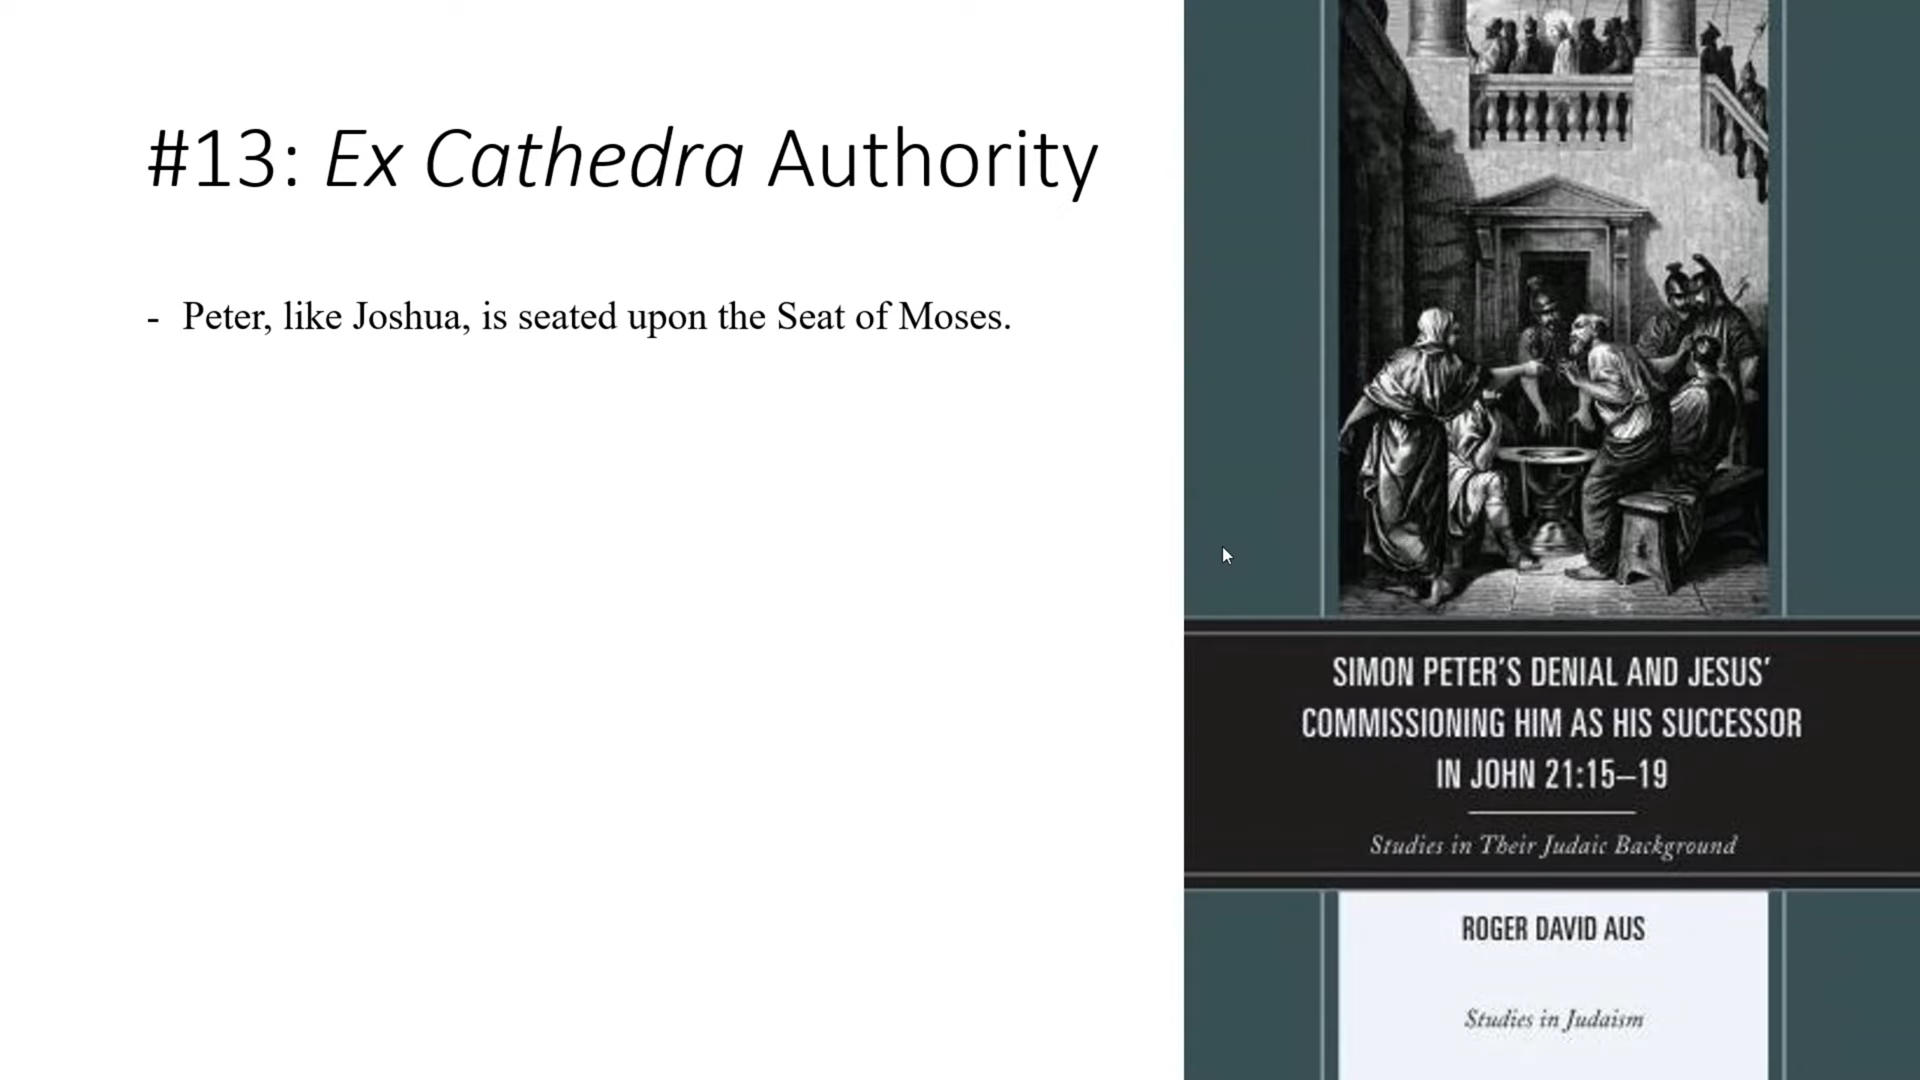 #13: Ex Cathedra Authority
- Peter, like Joshua, is seated upon the Seat of Moses.
SIMON PETER'S DENIAL AND JESUS'
COMMISSIONING HIM AS HIS SUCCESSOR
IN JOHN 21:15–19
Studies in Their Judaic Background
ROGER DAVID AUS
Studies in Judaism